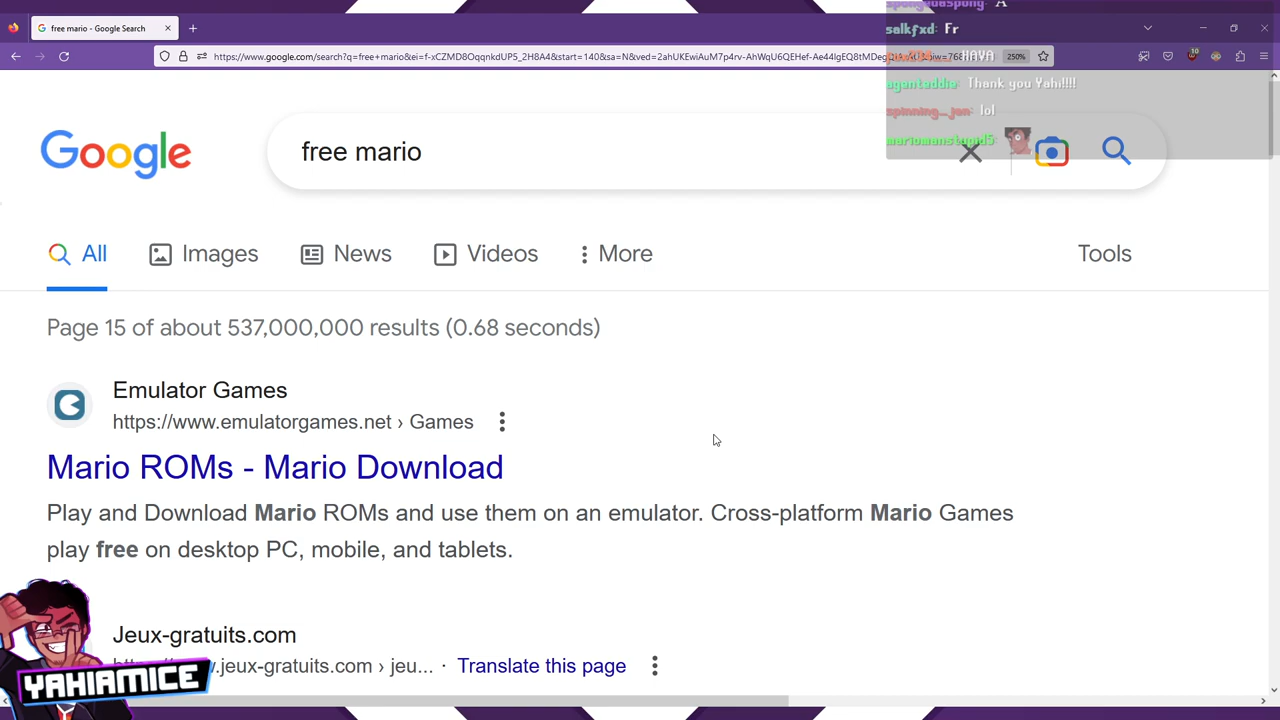 spongadaspong: A
free mario - Google Search
salkfxd: Fr
https://www.google.com/search?q=free+mario&ei=f-xCZMD8OqqnkdUP5_2H8A4&start=140&sa=N&ved=2ahUKEwiAuM7p4rv-AhWqU6QEHef-Ae44lgEQ8tMDeg
250%
10
HAYA
agenteddie: Thank you Yahi!!!!
spinning_jan: lol
mariomanstupid5:
Google
free mario
All
Images
News
Videos
More
Tools
Page 15 of about 537,000,000 results (0.68 seconds)
Emulator Games
https://www.emulatorgames.net › Games
Mario ROMs - Mario Download
Play and Download Mario ROMs and use them on an emulator. Cross-platform Mario Games
play free on desktop PC, mobile, and tablets.
Jeux-gratuits.com
.jeux-gratuits.com › jeu... · Translate this page
YAHIAMICE